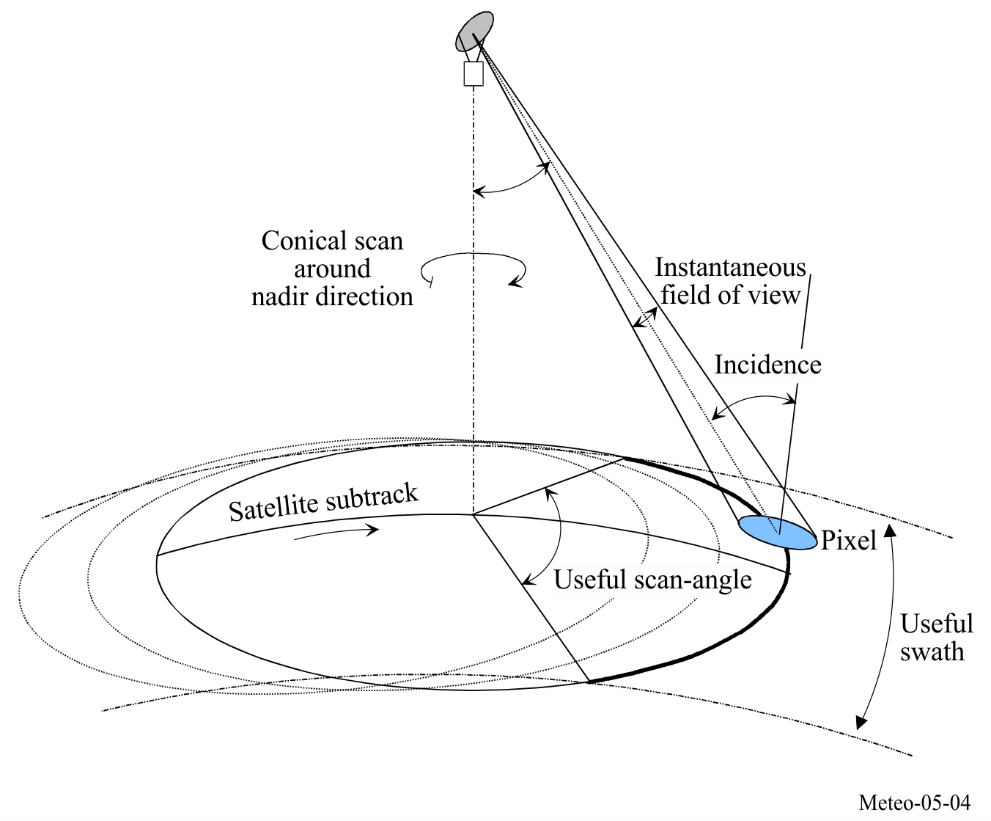 Conical scan
around
nadir direction
Instantaneous
field of view
Incidence
Satellite subtrack
Pixel
Useful scan-angle
Useful
swath
Meteo-05-04